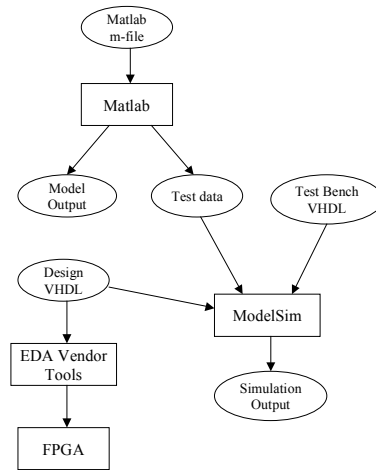 Matlab
m-file
Matlab
Model
Output
Test data
Test Bench
VHDL
Design
VHDL
ModelSim
EDA Vendor
Tools
Simulation
Output
FPGA